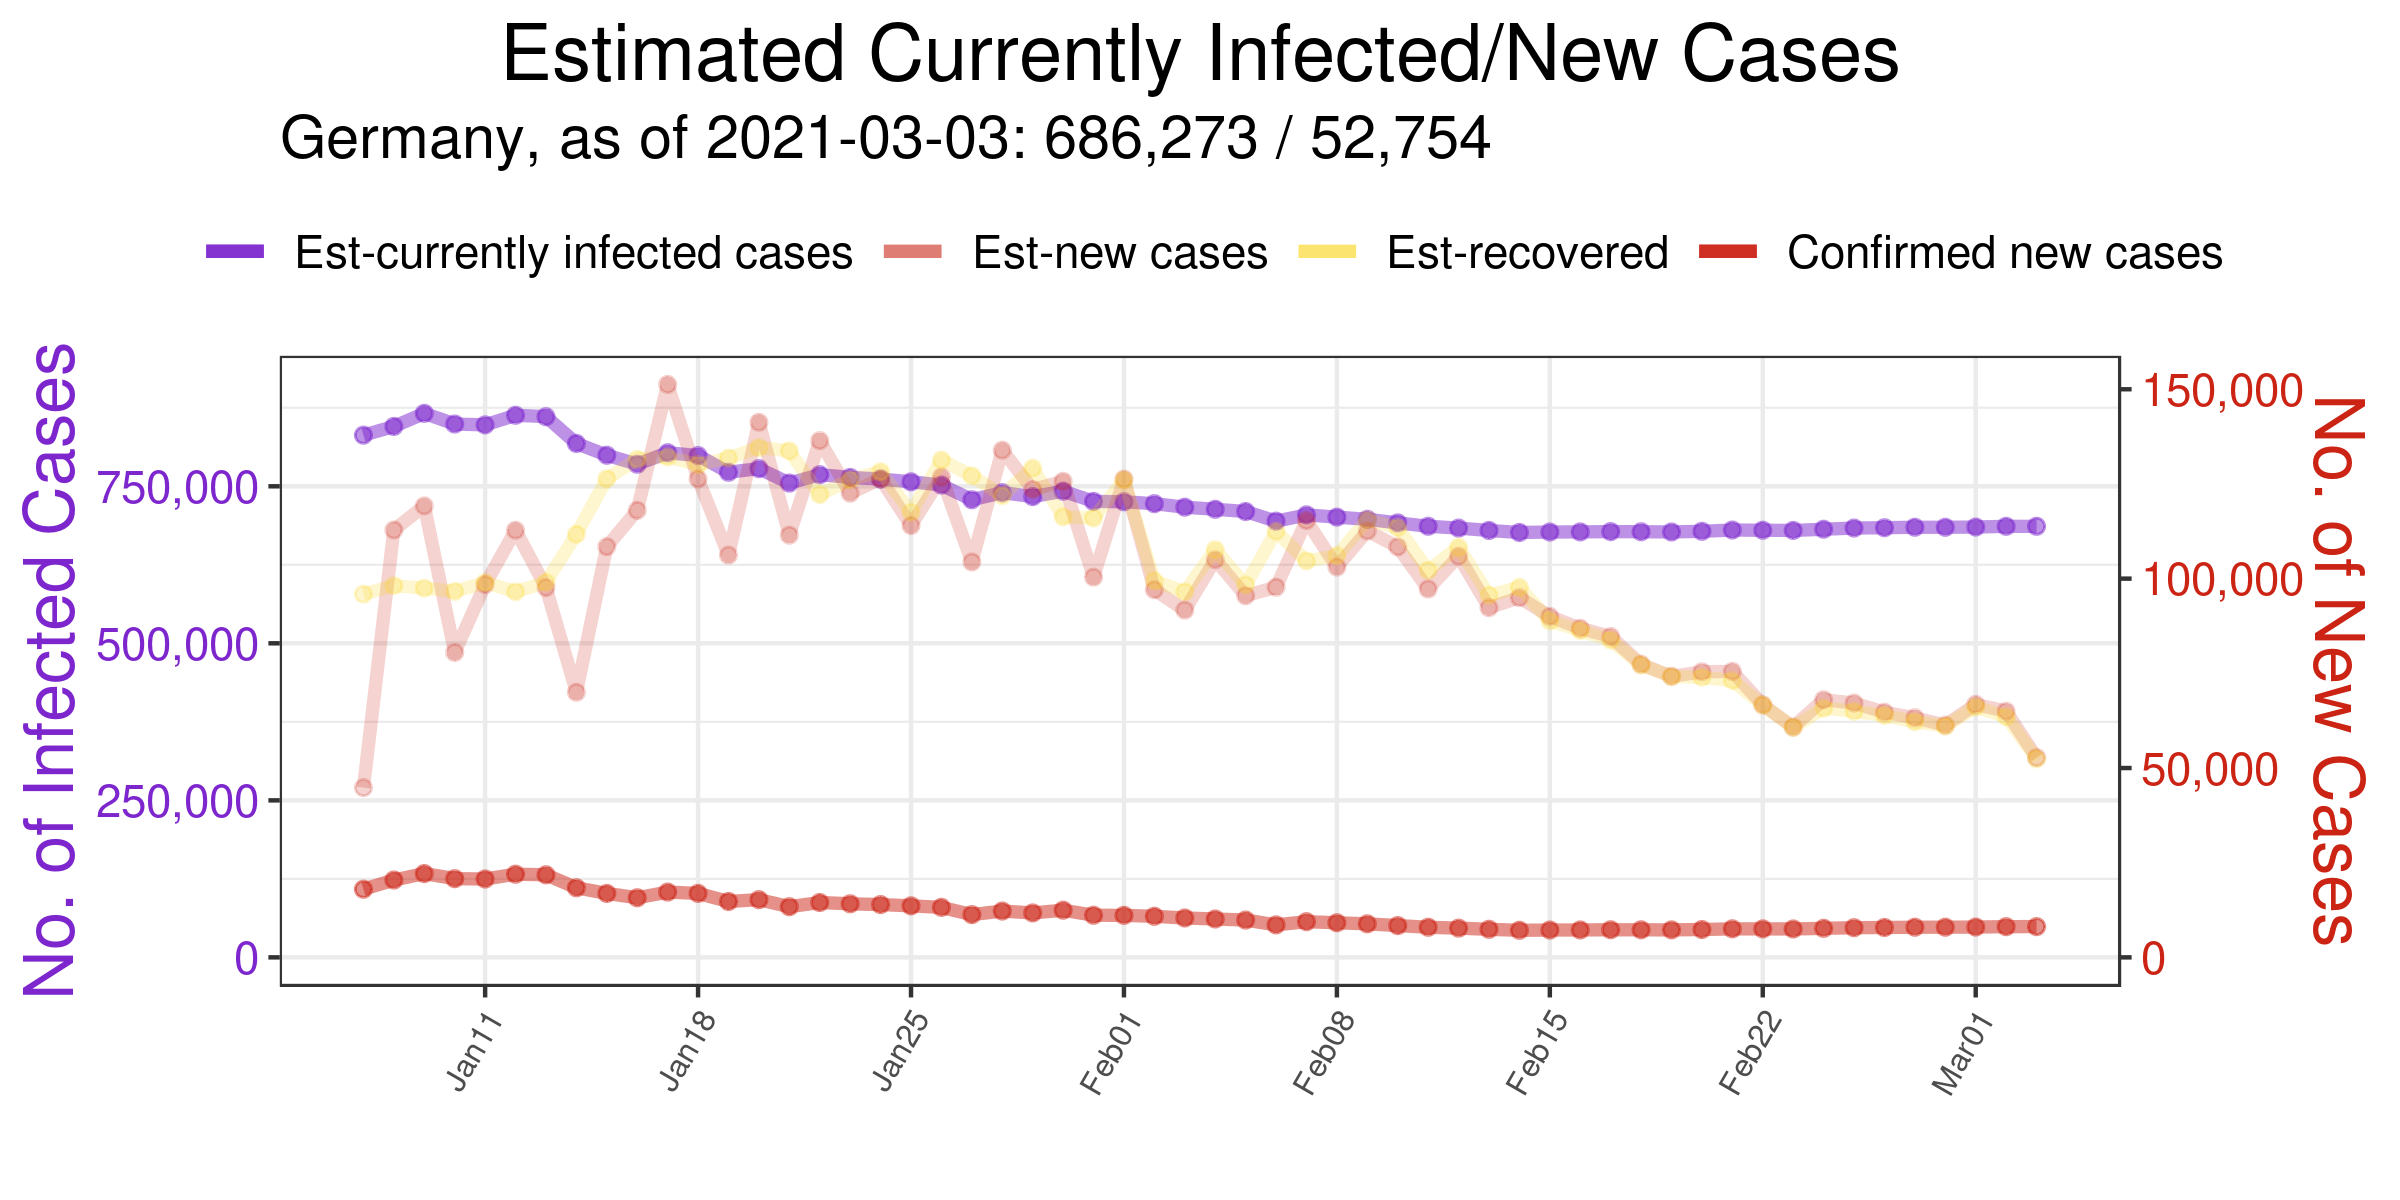 Estimated Currently Infected/New Cases
Germany, as of 2021-03-03: 686,273 / 52,754
Est-currently infected cases Est-new cases Est-recovered Confirmed new cases
No. of Infected Cases
750,000
500,000
250,000
0
150,000
100,000
50,000
0
No. of New Cases
Jan11 Jan18 Jan25 Feb01 Feb08 Feb15 Feb22 Mar01